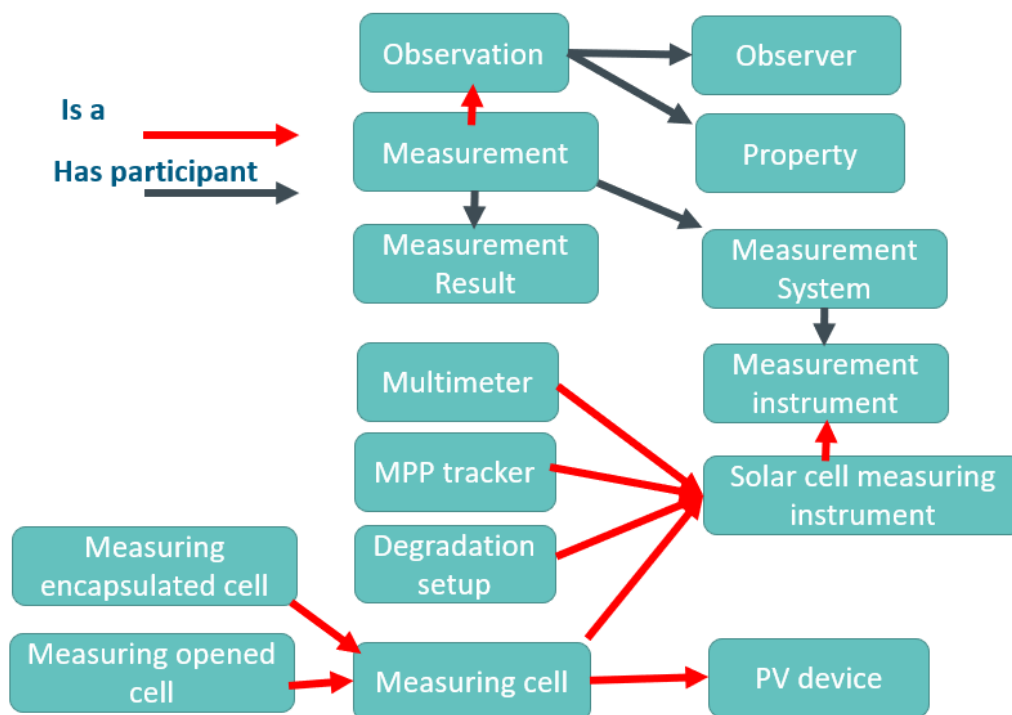 Observation
Observer
Is a
Has participant
Measurement
Property
Measurement
Result
Measurement
System
Multimeter
Measurement
instrument
MPP tracker
Solar cell measuring
instrument
Degradation
setup
Measuring
encapsulated cell
Measuring opened
cell
Measuring cell
PV device